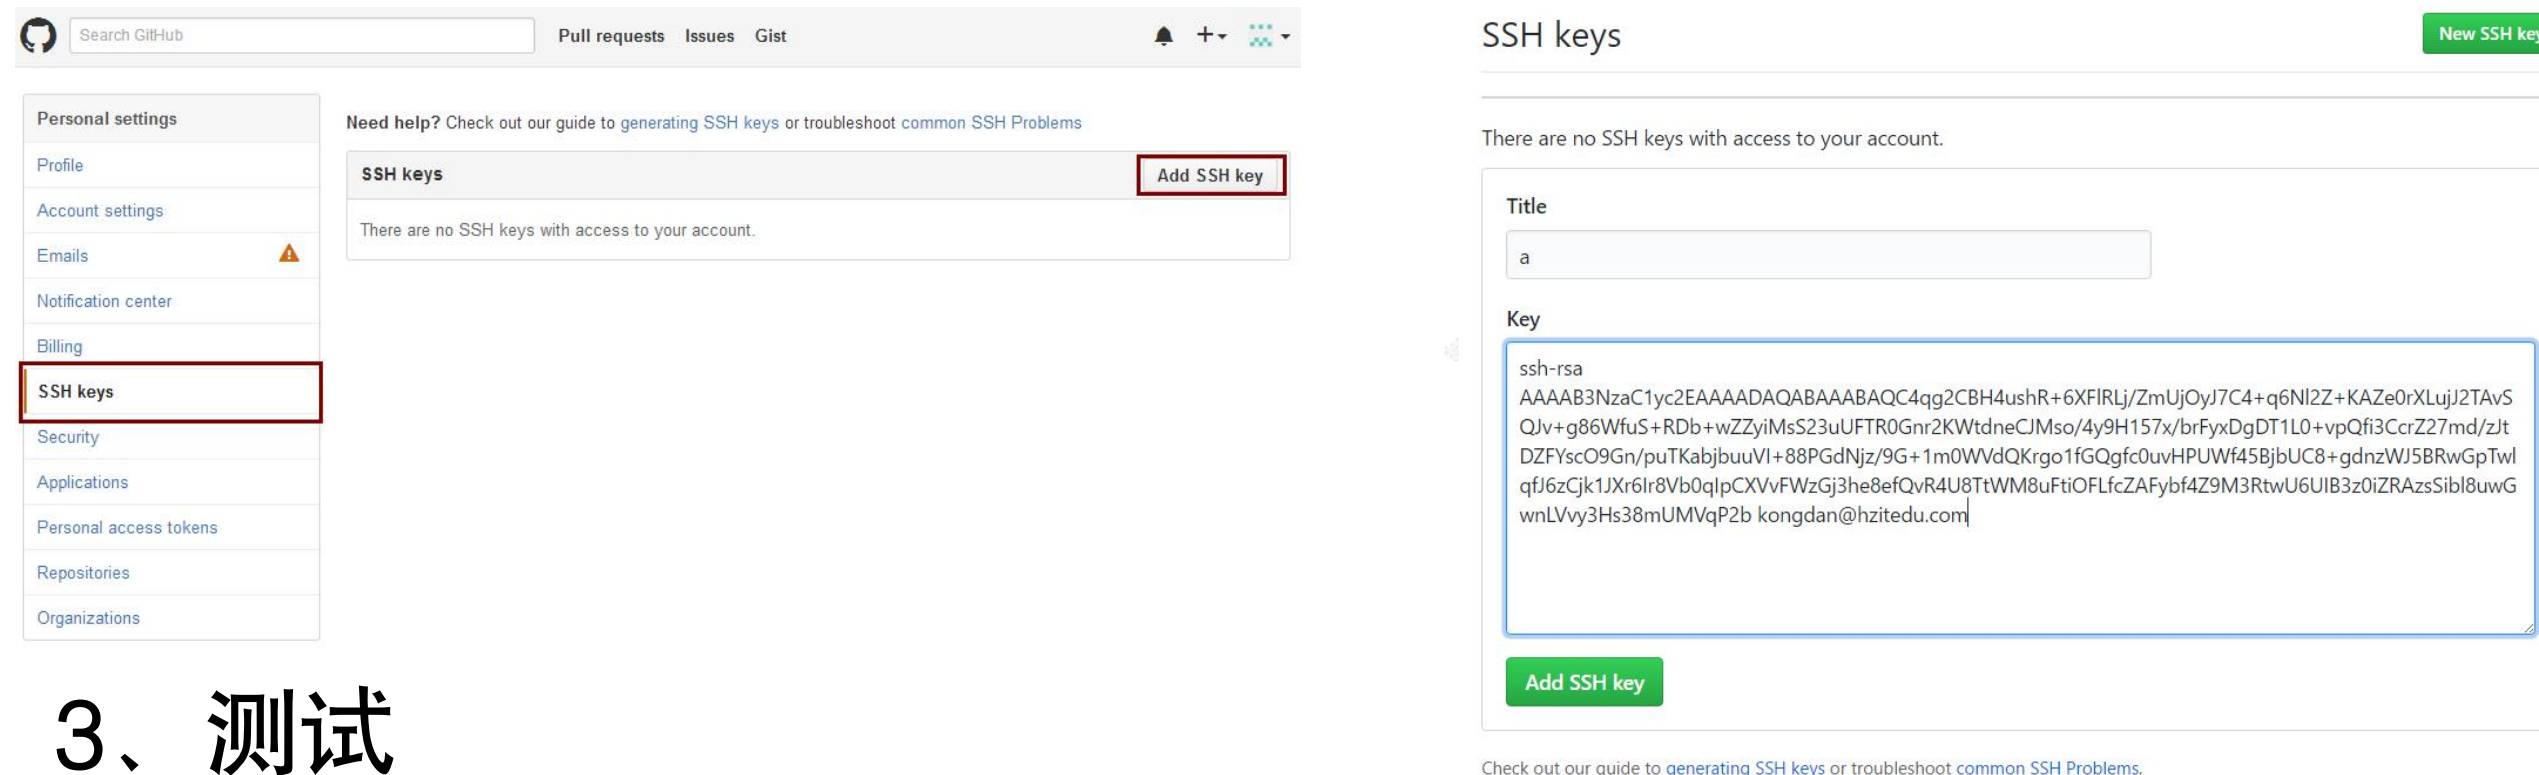 Search GitHub
Pull requests Issues Gist
Personal settings
Profile
Account settings
Emails
Notification center
Billing
SSH keys
Security
Applications
Personal access tokens
Repositories
Organizations
Need help? Check out our guide to generating SSH keys or troubleshoot common SSH Problems
SSH keys
Add SSH key
There are no SSH keys with access to your account.
3、测试
SSH keys
New SSH key
There are no SSH keys with access to your account.
Title
a
Key
ssh-rsa
AAAAB3NzaC1yc2EAAAADAQABAAABAQC4qg2CBH4ushR+6XFlRLj/ZmUjOyJ7C4+q6Nl2Z+KAZe0rXLujJ2TAvS
QJv+g86WfuS+RDb+wZZyiMsS23uUFTR0Gnr2KWtdneCJMso/4y9H157x/brFyxDgDT1L0+vpQfi3CcrZ27md/zJt
DZFYscO9Gn/puTKabjbuuVI+88PGdNjz/9G+1m0WVdQKrgo1fGQgfc0uvHPUWf45BjbUC8+gdnzWJ5BRwGpTwl
qfJ6zCjk1JXr6Ir8Vb0qIpCXVvFWzGj3he8efQvR4U8TtWM8uFtiOFLfcZAFybf4Z9M3RtwU6UIB3z0iZRAzsSibl8uwG
wnLVvy3Hs38mUMVqP2b kongdan@hzitedu.com
Add SSH key
Check out our guide to generating SSH keys or troubleshoot common SSH Problems.